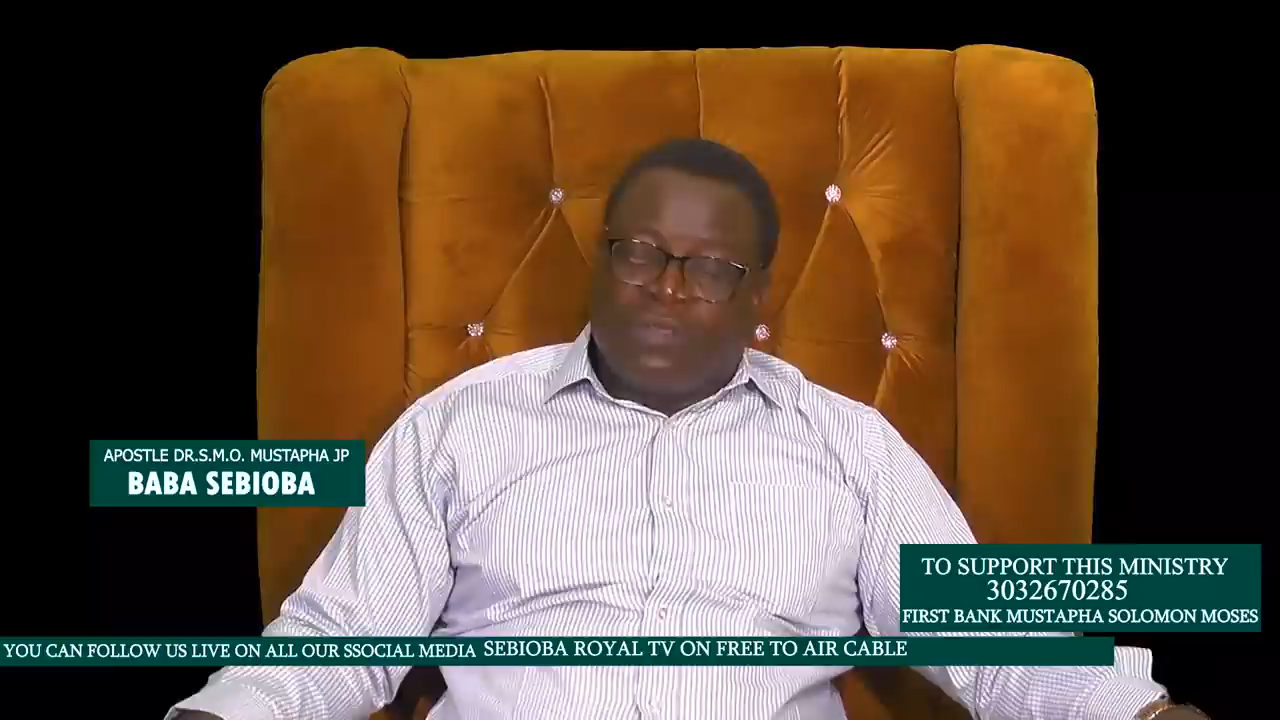 APOSTLE DR.S.M.O. MUSTAPHA JP
BABA SEBIOBA
TO SUPPORT THIS MINISTRY
3032670285
FIRST BANK MUSTAPHA SOLOMON MOSES
YOU CAN FOLLOW US LIVE ON ALL OUR SSOCIAL MEDIA SEBIOBA ROYAL TV ON FREE TO AIR CABLE